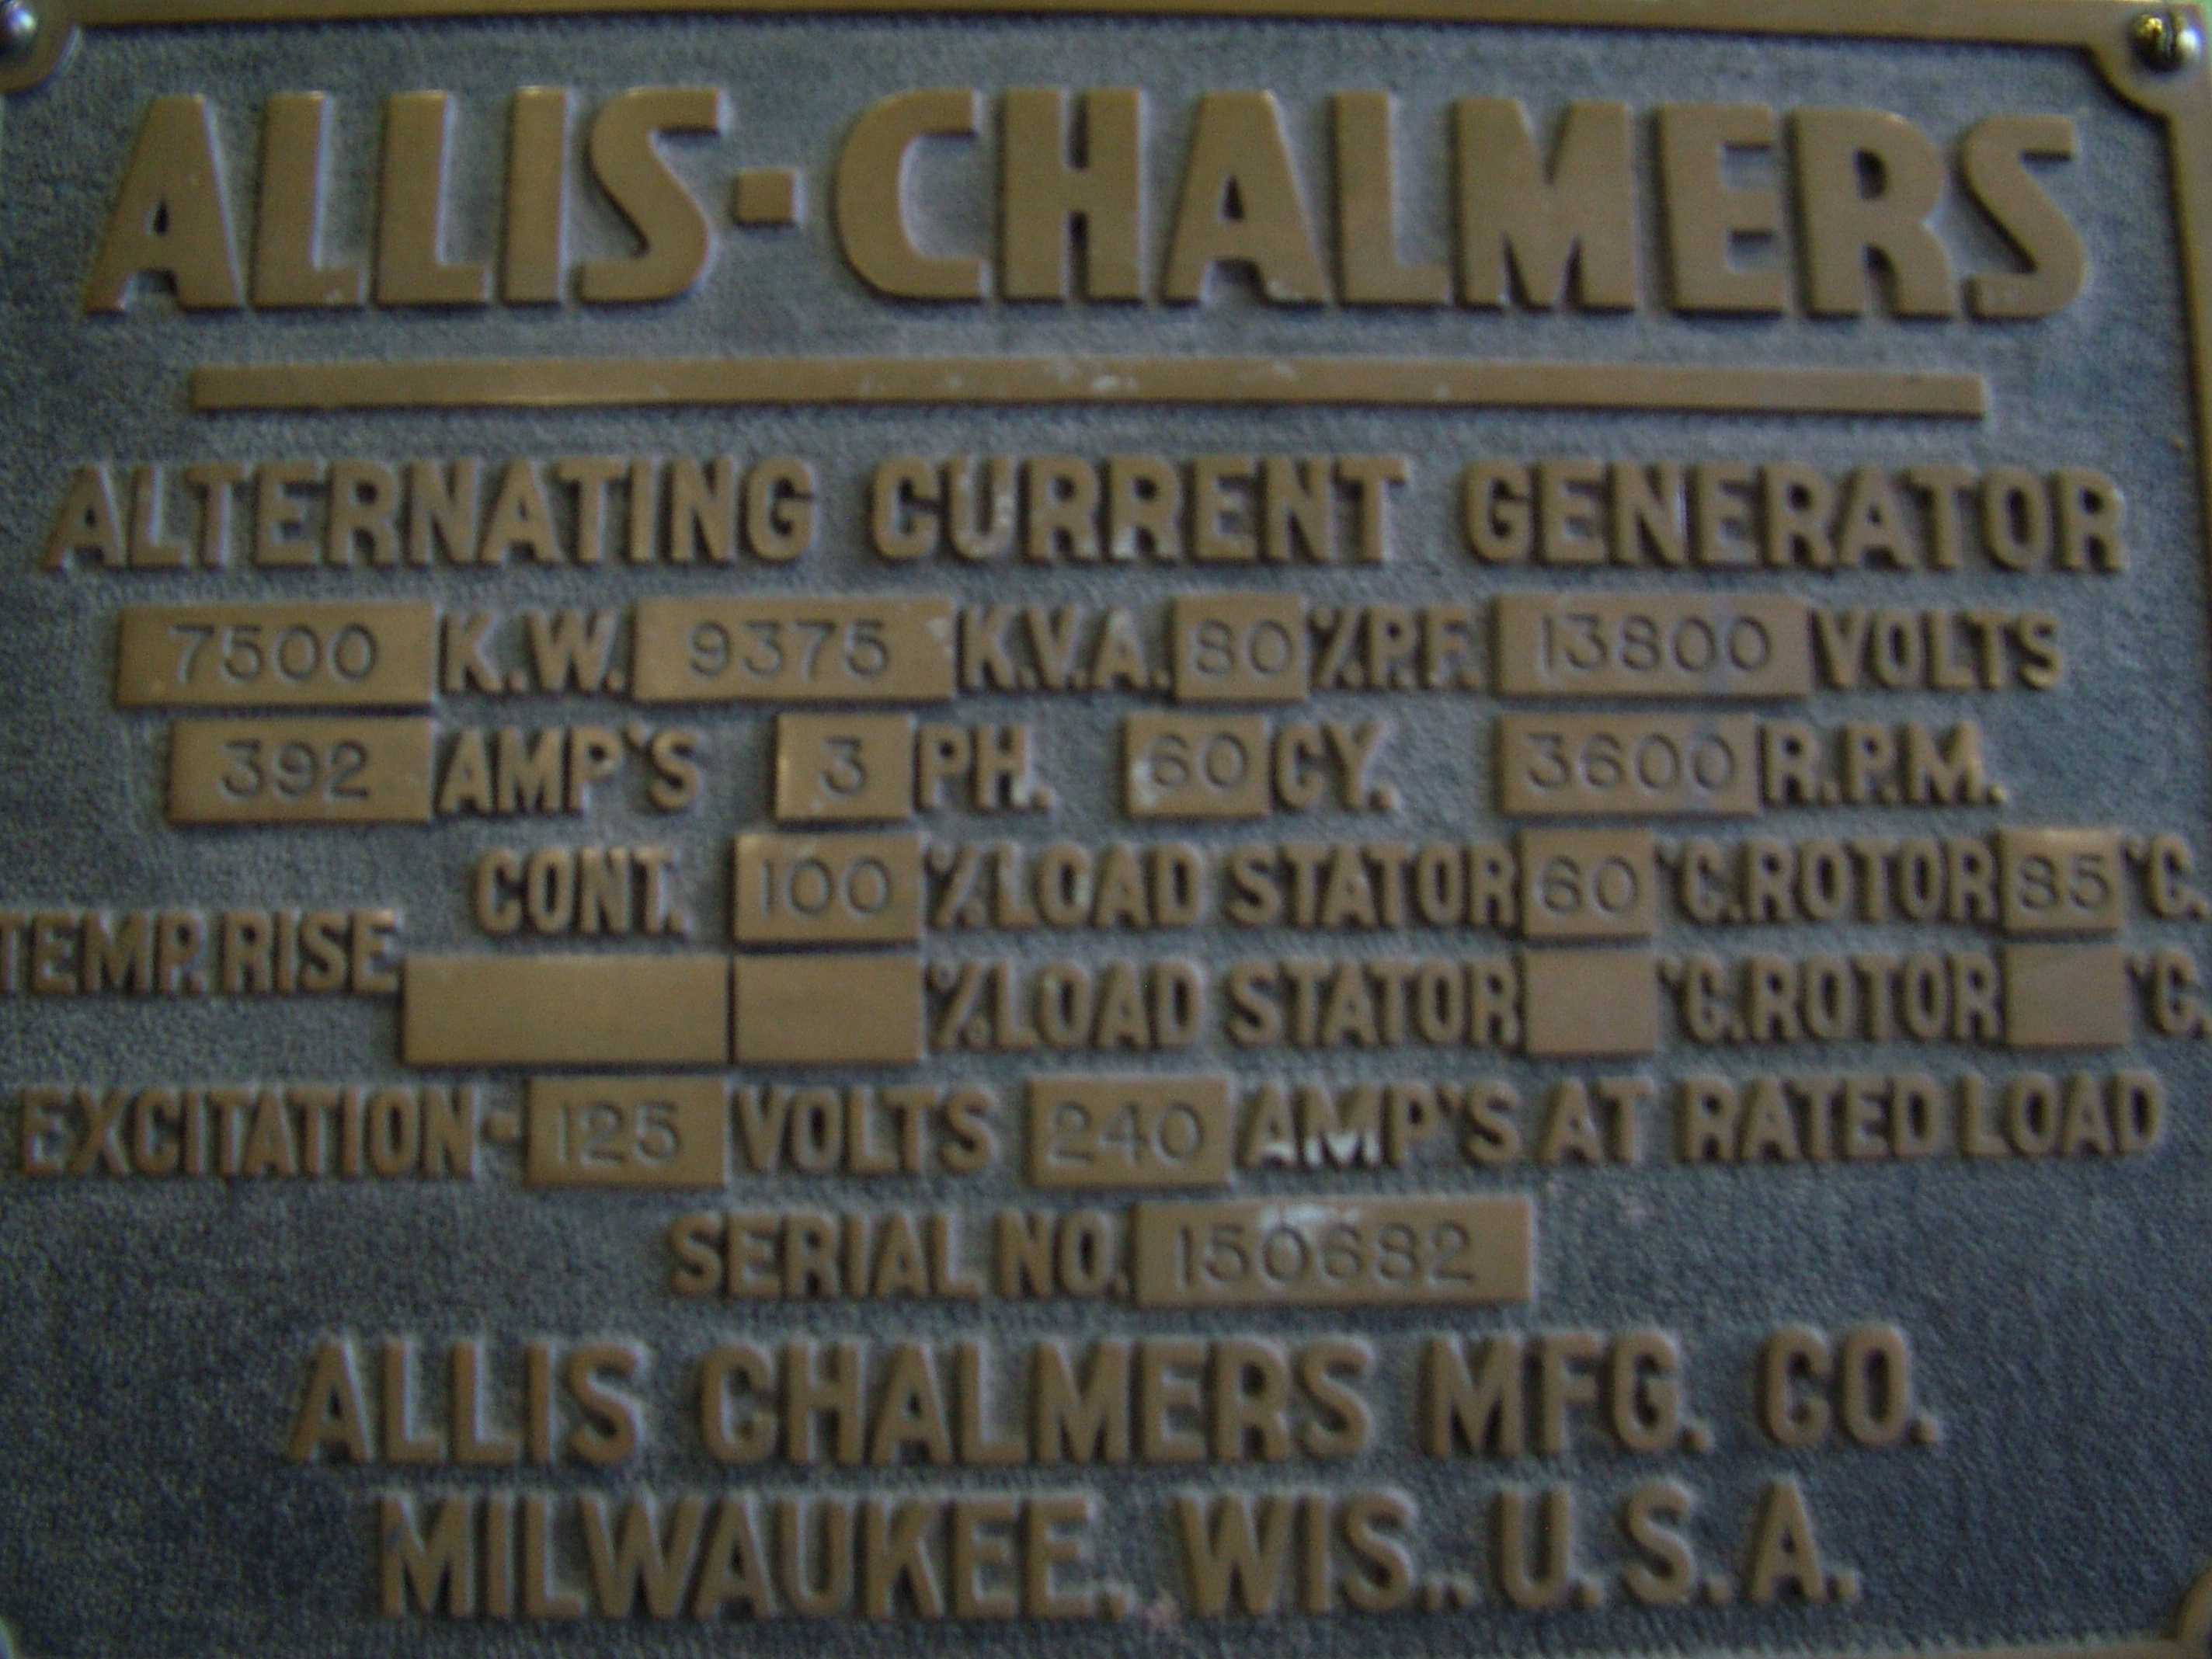 ALLIS-CHALMERS
ALTERNATING CURRENT GENERATOR
7500 K.W. 9375 K.V.A. 80 %P.F. 13800 VOLTS
392 AMP'S 3 PH. 60 CY. 3600 R.P.M.
CONT. 100 %LOAD STATOR 60 °C. ROTOR 85 °C.
TEMP. RISE
%LOAD STATOR °C. ROTOR °C.
EXCITATION- 125 VOLTS 240 AMP'S AT RATED LOAD
SERIAL NO. 150682
ALLIS CHALMERS MFG. CO.
MILWAUKEE, WIS., U.S.A.